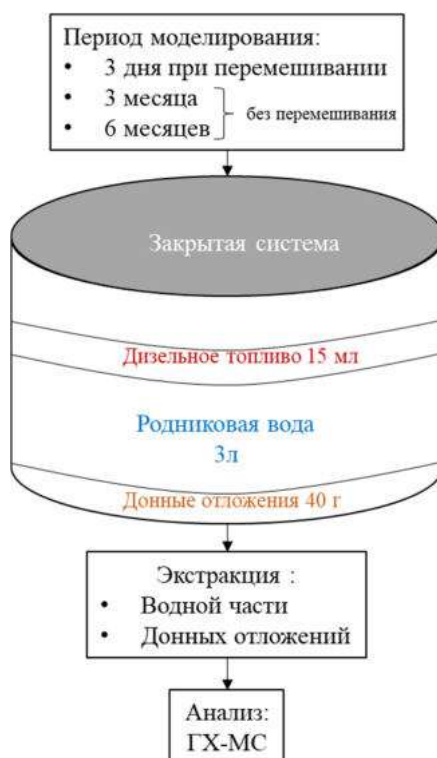 Период моделирования:
• 3 дня при перемешивании
• 3 месяца
• 6 месяцев
без перемешивания
Закрытая система
Дизельное топливо 15 мл
Родниковая вода
3л
Донные отложения 40 г
Экстракция :
• Водной части
• Донных отложений
Анализ:
ГХ-МС